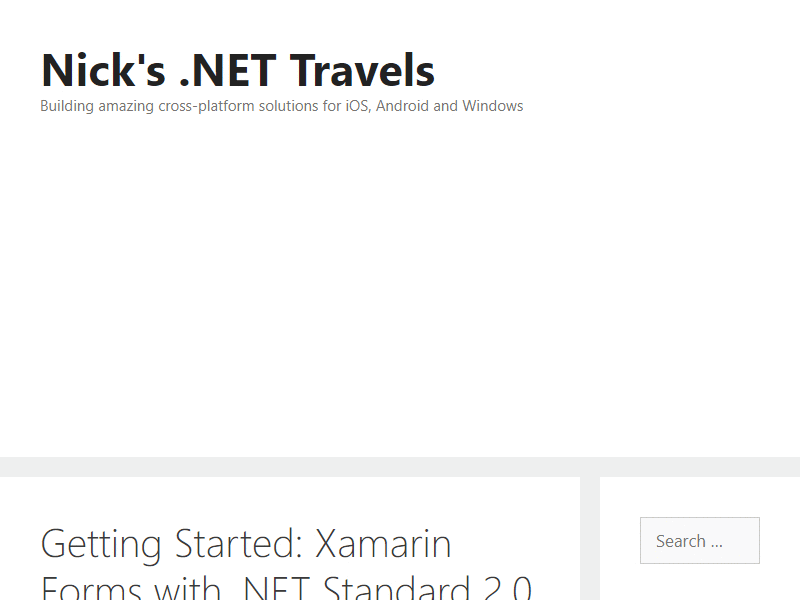 Nick's .NET Travels
Building amazing cross-platform solutions for iOS, Android and Windows
Getting Started: Xamarin
Forms with .NET Standard 2.0
Search ...